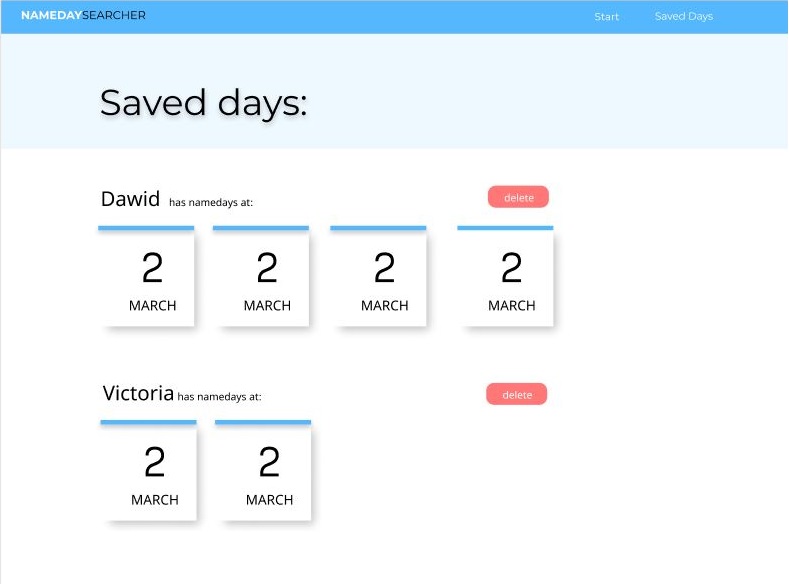 NAMEDAYSEARCHER Start Saved Days
Saved days:
Dawid has namedays at: delete
2 2 2 2
MARCH MARCH MARCH MARCH
Victoria has namedays at: delete
2 2
MARCH MARCH